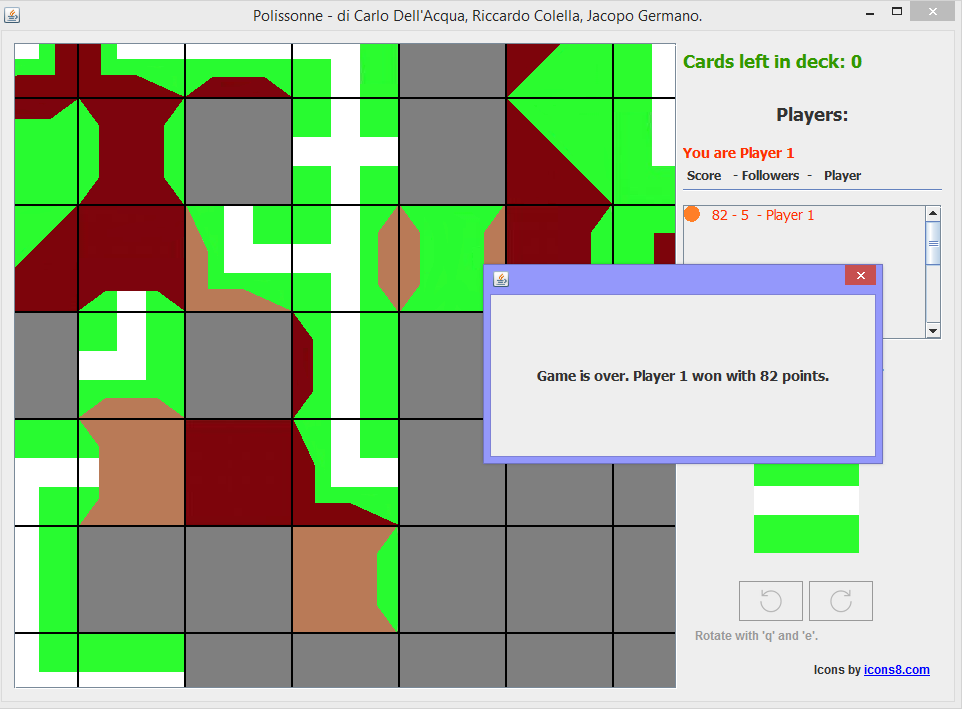 Polissonne - di Carlo Dell'Acqua, Riccardo Colella, Jacopo Germano.
Cards left in deck: 0
Players:
You are Player 1
Score - Followers - Player
82 - 5 - Player 1
Game is over. Player 1 won with 82 points.
Rotate with 'q' and 'e'.
Icons by icons8.com